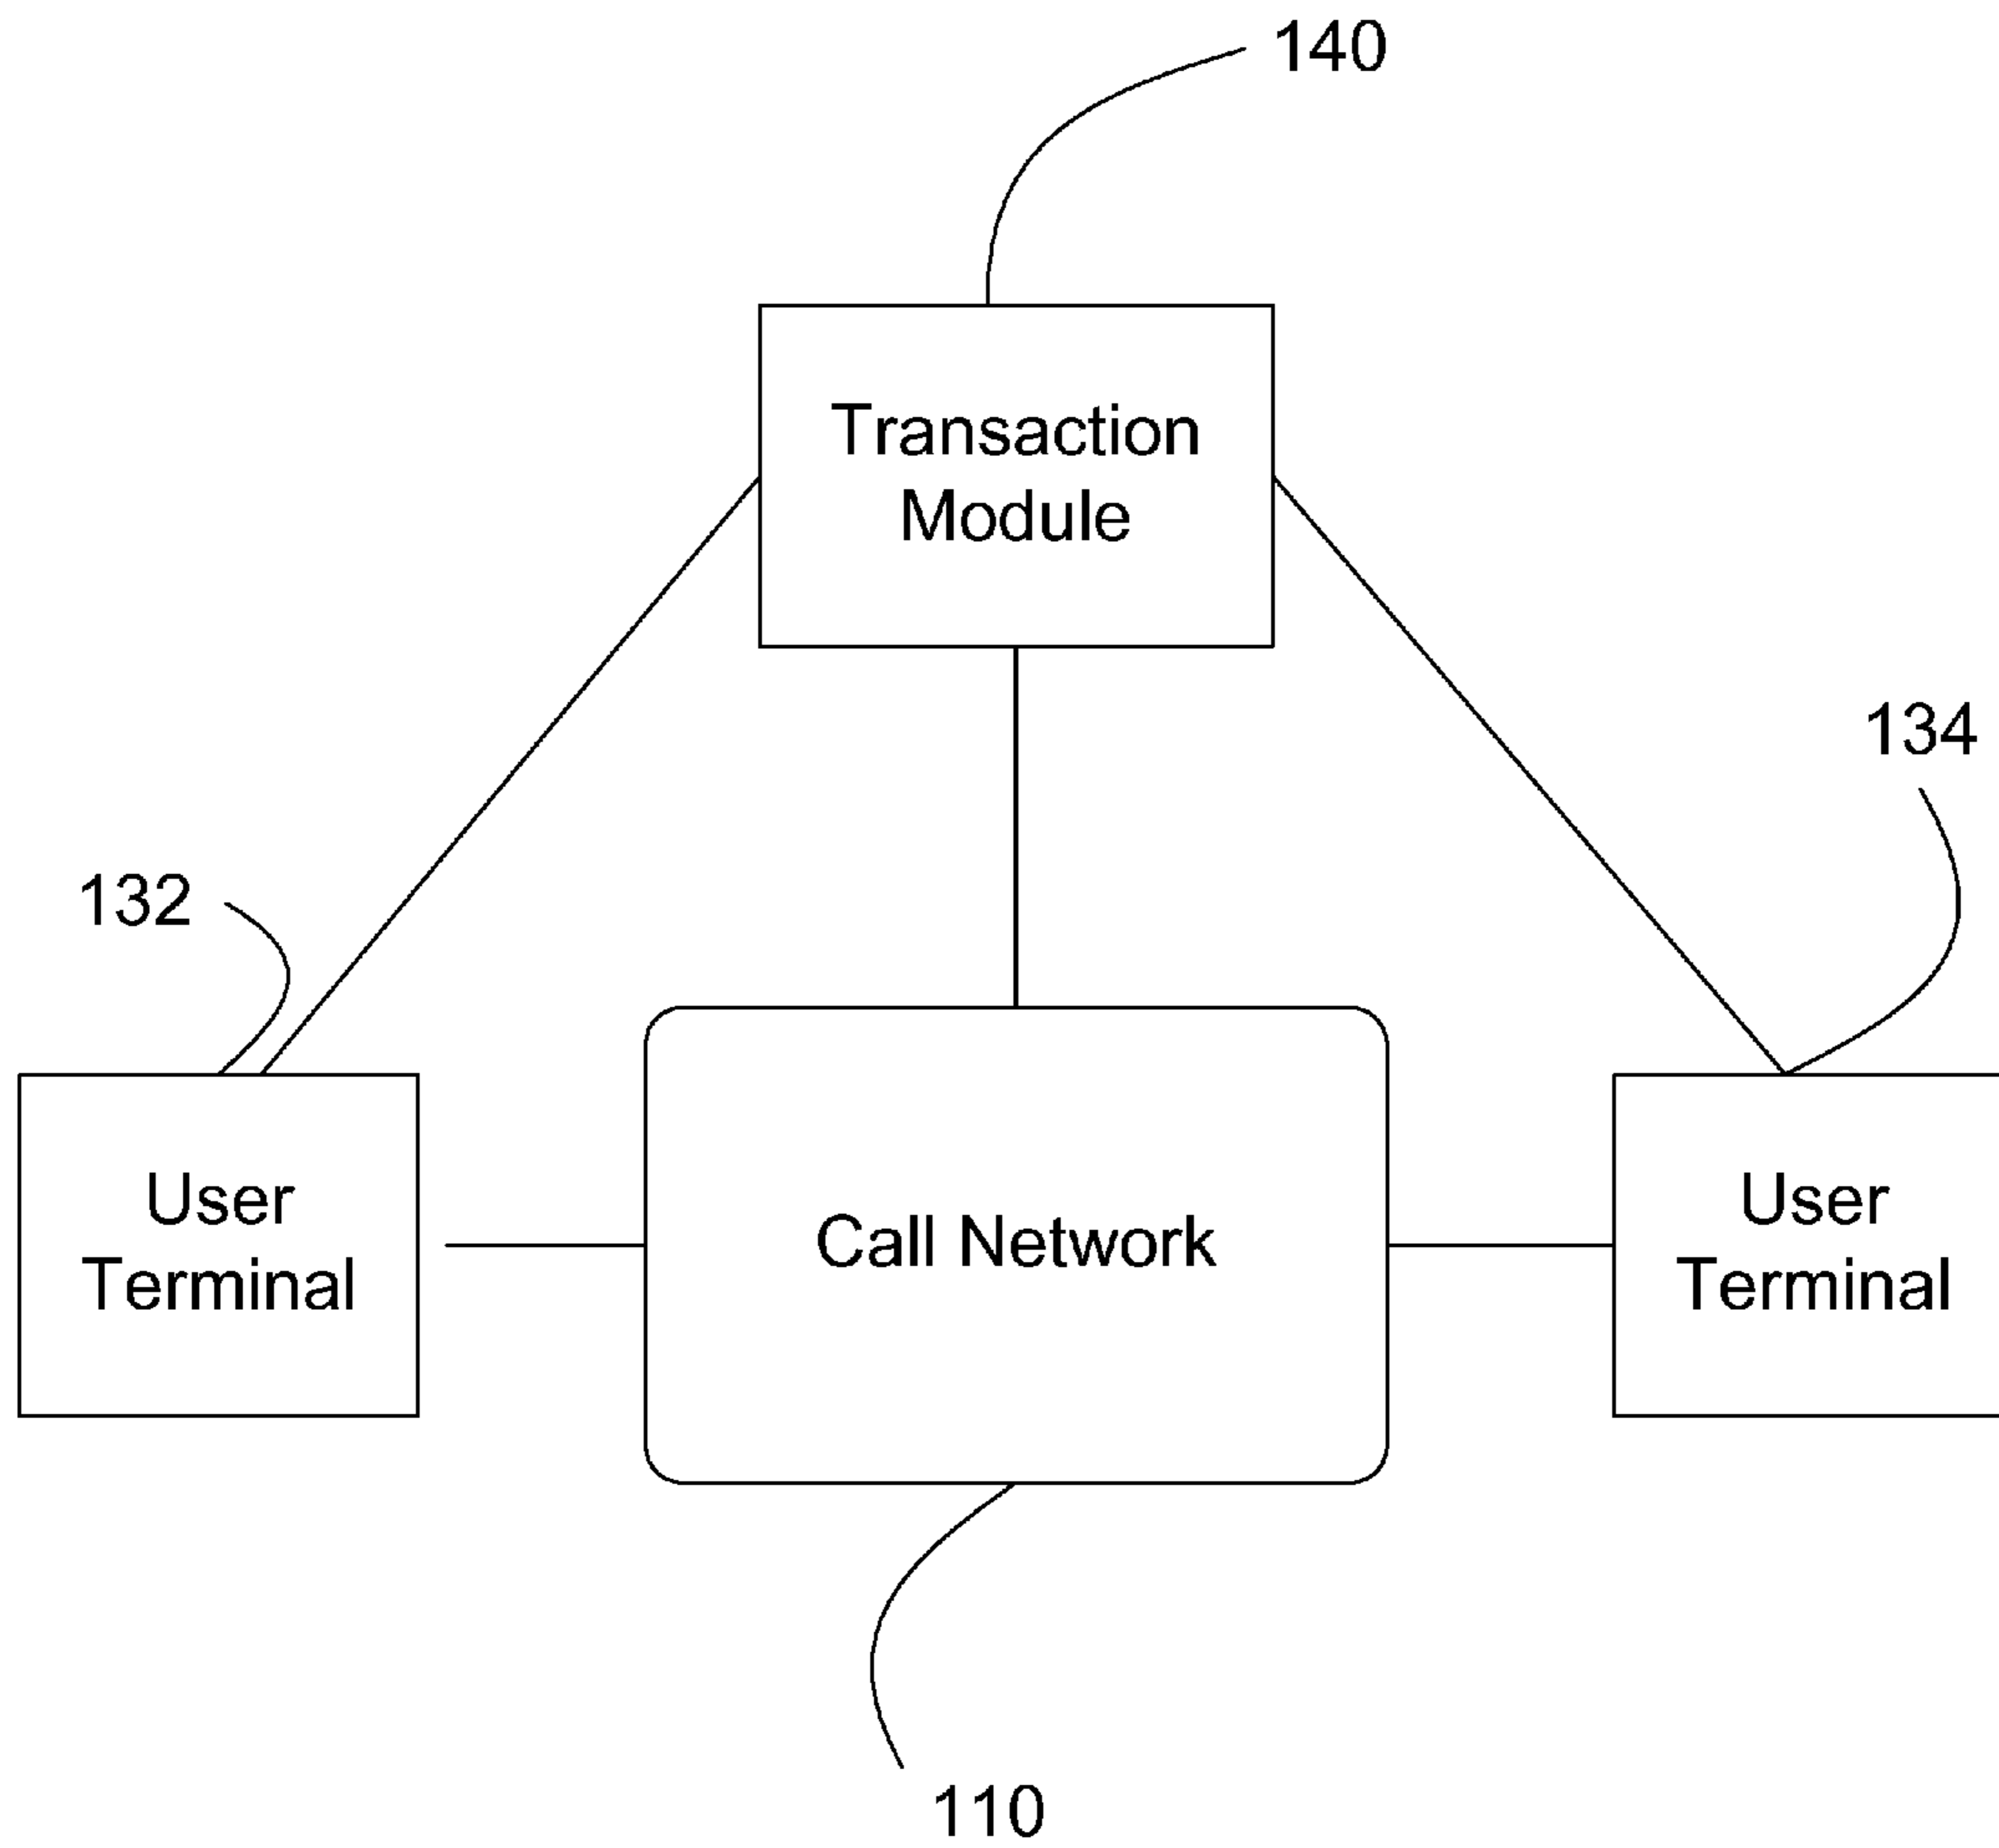 140
Transaction
Module
134
132
User
Terminal
Call Network
User
Terminal
110